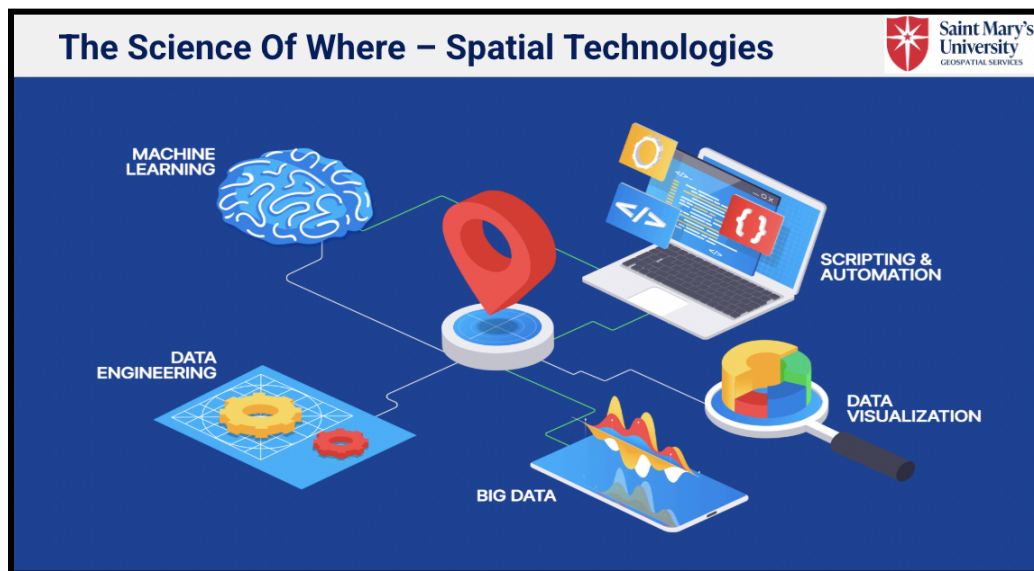 The Science Of Where – Spatial Technologies
Saint Mary's
University
GEOSPATIAL SERVICES
MACHINE
LEARNING
</>
</>
{}
</>
SCRIPTING &
AUTOMATION
DATA
ENGINEERING
DATA
VISUALIZATION
BIG DATA